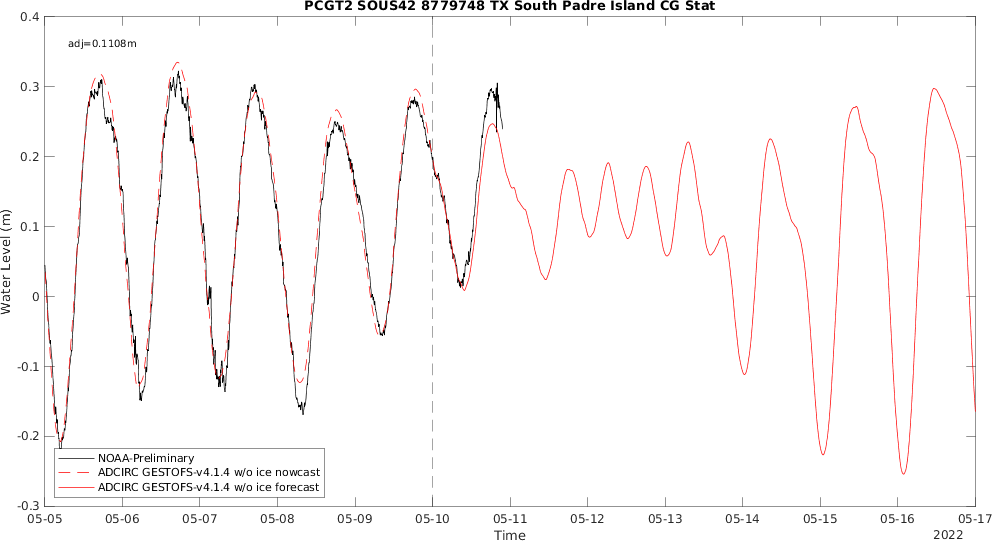 PCGT2 SOUS42 8779748 TX South Padre Island CG Stat
adj=0.1108m
0.4
0.3
0.2
0.1
0
-0.1
-0.2
-0.3
Water Level (m)
NOAA-Preliminary
ADCIRC GESTOFS-v4.1.4 w/o ice nowcast
ADCIRC GESTOFS-v4.1.4 w/o ice forecast
05-05 05-06 05-07 05-08 05-09 05-10 05-11 05-12 05-13 05-14 05-15 05-16 05-17
Time
2022